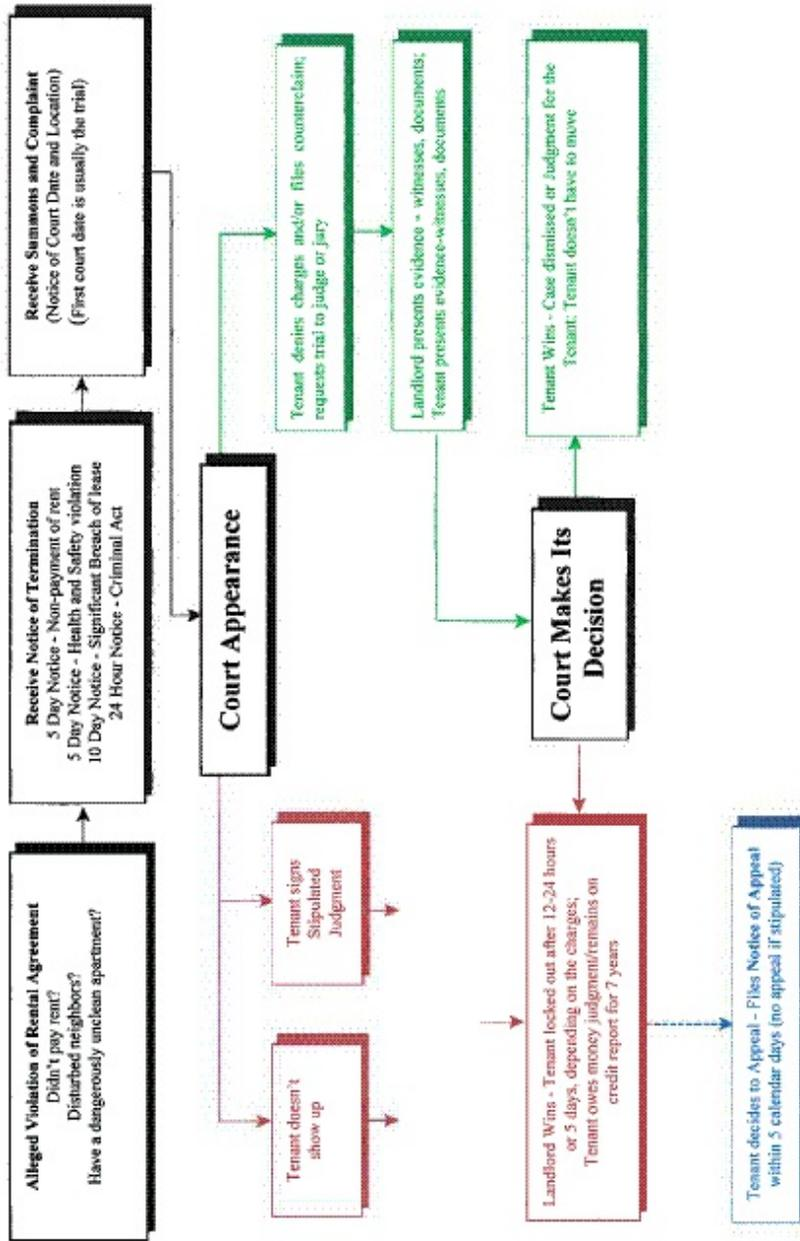 Alleged Violation of Rental Agreement
Didn't pay rent?
Disturbed neighbors?
Have a dangerously unclean apartment?
Receive Notice of Termination
5 Day Notice - Non-payment of rent
5 Day Notice - Health and Safety violation
10 Day Notice - Significant Breach of lease
24 Hour Notice - Criminal Act
Receive Summons and Complaint
(Notice of Court Date and Location)
(First court date is usually the trial)
Court Appearance
Tenant doesn't
show up
Tenant signs
Stipulated
Judgment
Tenant denies charges and/or files counterclaim;
requests trial to judge or jury
Landlord presents evidence - witnesses, documents;
Tenant presents evidence-witnesses, documents
Court Makes Its
Decision
Landlord Wins - Tenant locked out after 12-24 hours
or 5 days, depending on the charges;
Tenant owes money judgment/remains on
credit report for 7 years
Tenant Wins - Case dismissed or Judgment for the
Tenant; Tenant doesn't have to move
Tenant decides to Appeal - Files Notice of Appeal
within 5 calendar days (no appeal if stipulated)